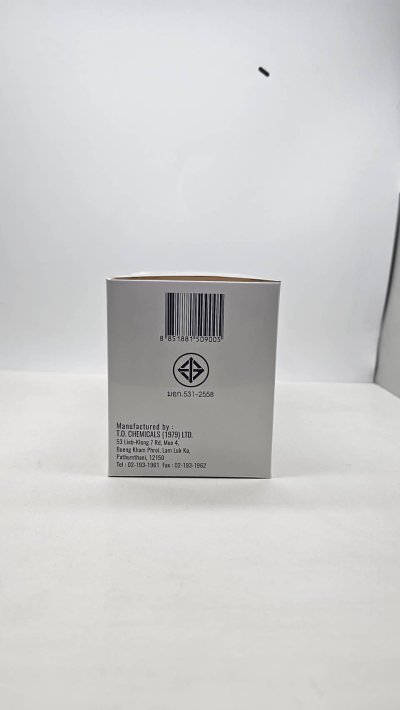 8 851881 509005
มอก.531-2558
Manufactured by :
T.O. CHEMICALS (1979) LTD.
53 Lieb-Klong 7 Rd, Moo 4,
Bueng Kham Phroi, Lam Luk Ka,
Pathumthani, 12150
Tel : 02-193-1961 Fax : 02-193-1962